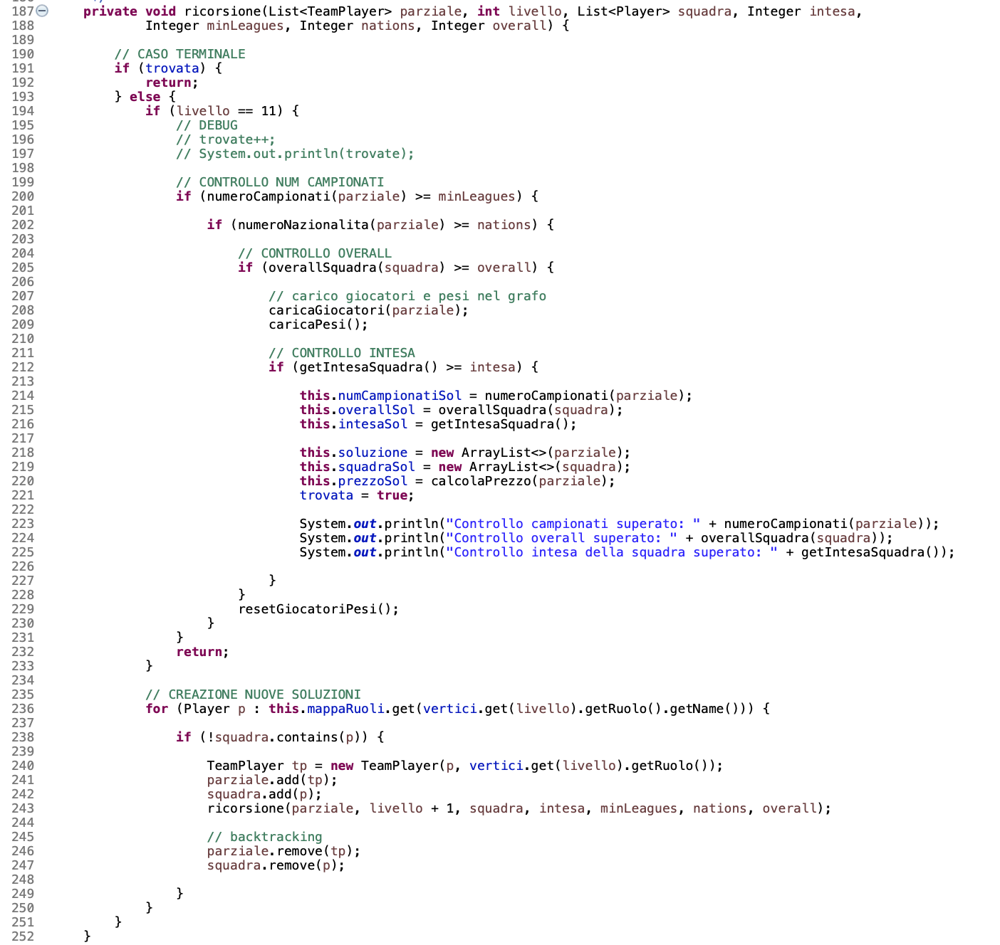 187 private void ricorsione(List<TeamPlayer> parziale, int livello, List<Player> squadra, Integer intesa,
188 Integer minLeagues, Integer nations, Integer overall) {
189
190 // CASO TERMINALE
191 if (trovata) {
192 return;
193 } else {
194 if (livello == 11) {
195 // DEBUG
196 // trovate++;
197 // System.out.println(trovate);
198
199 // CONTROLLO NUM CAMPIONATI
200 if (numeroCampionati(parziale) >= minLeagues) {
201
202 if (numeroNazionalita(parziale) >= nations) {
203
204 // CONTROLLO OVERALL
205 if (overallSquadra(squadra) >= overall) {
206
207 // carico giocatori e pesi nel grafo
208 caricaGiocatori(parziale);
209 caricaPesi();
210
211 // CONTROLLO INTESA
212 if (getIntesaSquadra() >= intesa) {
213
214 this.numCampionatiSol = numeroCampionati(parziale);
215 this.overallSol = overallSquadra(squadra);
216 this.intesaSol = getIntesaSquadra();
217
218 this.soluzione = new ArrayList<>(parziale);
219 this.squadraSol = new ArrayList<>(squadra);
220 this.prezzoSol = calcolaPrezzo(parziale);
221 trovata = true;
222
223 System.out.println("Controllo campionati superato: " + numeroCampionati(parziale));
224 System.out.println("Controllo overall superato: " + overallSquadra(squadra));
225 System.out.println("Controllo intesa della squadra superato: " + getIntesaSquadra());
226
227 }
228 }
229 resetGiocatoriPesi();
230 }
231 }
232 return;
233 }
234
235 // CREAZIONE NUOVE SOLUZIONI
236 for (Player p : this.mappaRuoli.get(vertici.get(livello).getRuolo().getName())) {
237
238 if (!squadra.contains(p)) {
239
240 TeamPlayer tp = new TeamPlayer(p, vertici.get(livello).getRuolo());
241 parziale.add(tp);
242 squadra.add(p);
243 ricorsione(parziale, livello + 1, squadra, intesa, minLeagues, nations, overall);
244
245 // backtracking
246 parziale.remove(tp);
247 squadra.remove(p);
248
249 }
250 }
251 }
252 }